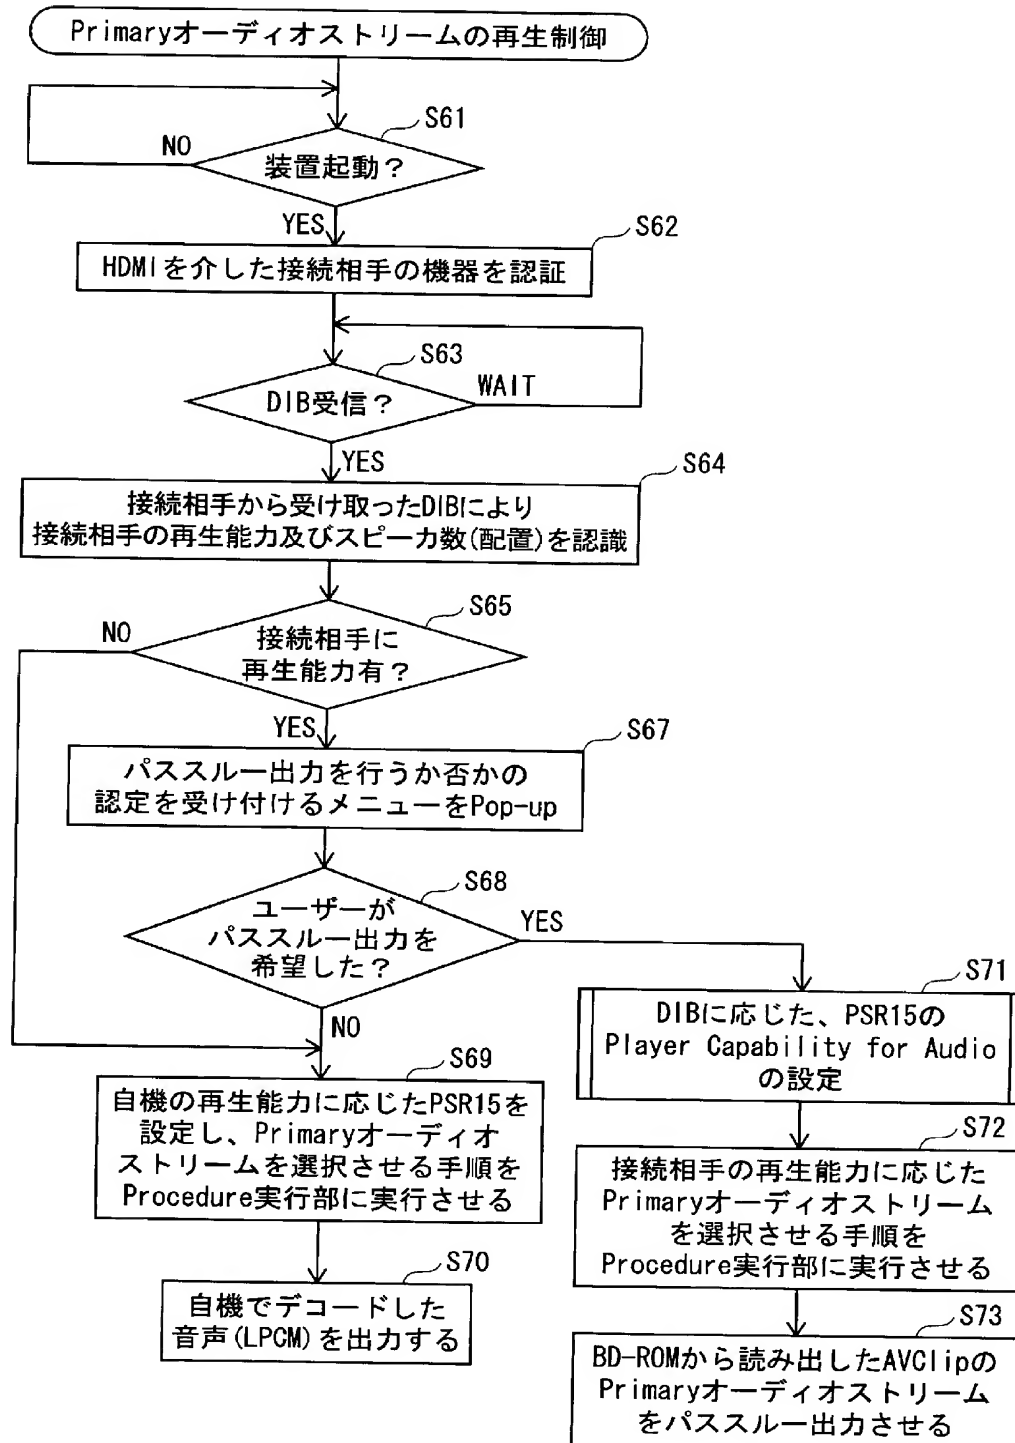 Primaryオーディオストリームの再生制御
S61
NO
装置起動？
YES
S62
HDMIを介した接続相手の機器を認証
S63
WAIT
DIB受信？
YES
S64
接続相手から受け取ったDIBにより
接続相手の再生能力及びスピーカ数(配置)を認識
S65
NO
接続相手に
再生能力有？
YES
S67
パススルー出力を行うか否かの
認定を受け付けるメニューをPop-up
S68
ユーザーが
パススルー出力を
希望した？
YES
NO
S69
自機の再生能力に応じたPSR15を
設定し、Primaryオーディオ
ストリームを選択させる手順を
Procedure実行部に実行させる
S70
自機でデコードした
音声(LPCM)を出力する
S71
DIBに応じた、PSR15の
Player Capability for Audio
の設定
S72
接続相手の再生能力に応じた
Primaryオーディオストリーム
を選択させる手順を
Procedure実行部に実行させる
S73
BD-ROMから読み出したAVClipの
Primaryオーディオストリーム
をパススルー出力させる